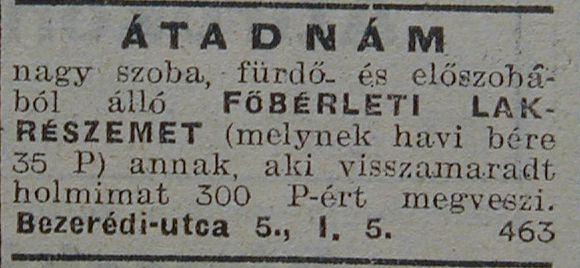 ÁTADNÁM
nagy szoba, fürdő- és előszobá-
ból álló FŐBÉRLETI LAK-
RÉSZEMET (melynek havi bére
35 P) annak, aki visszamaradt
holmimat 300 P-ért megveszi.
Bezerédi-utca 5., I. 5. 463